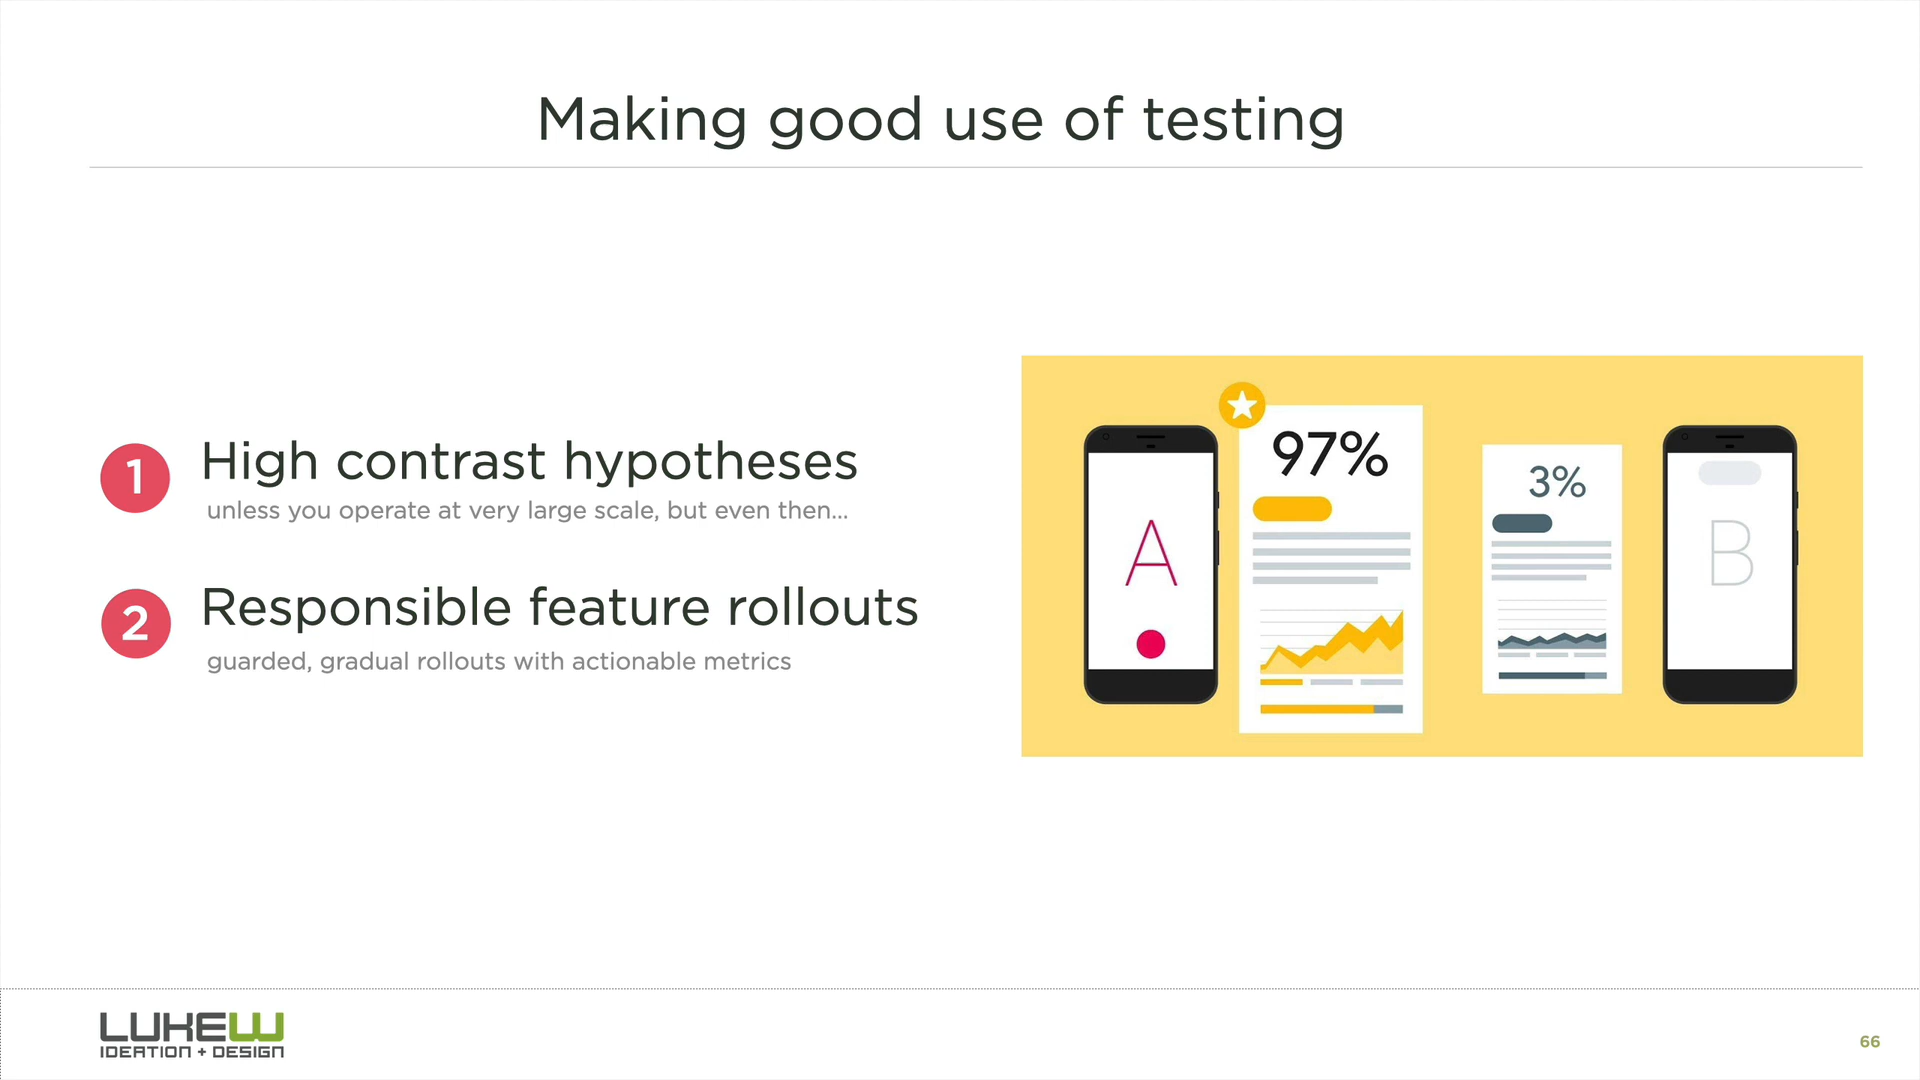 Making good use of testing
1
High contrast hypotheses
unless you operate at very large scale, but even then...
2
Responsible feature rollouts
guarded, gradual rollouts with actionable metrics
A
97%
3%
B
LUKEW
IDEATION + DESIGN
66